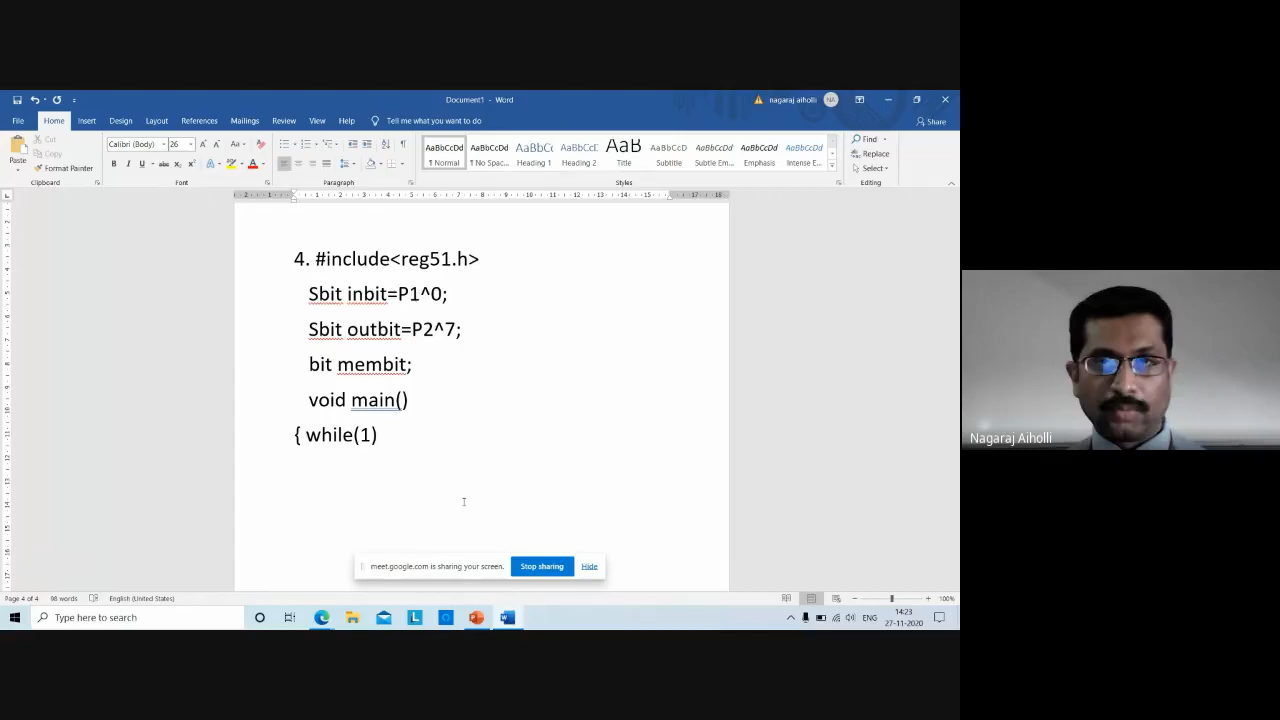 Document1 - Word
nagaraj aiholli
NA
File Home Insert Design Layout References Mailings Review View Help Tell me what you want to do
Share
Paste
Cut
Copy
Format Painter
Clipboard
Calibri (Body) 26
Font
Paragraph
AaBbCcDd AaBbCcDd AaBbCc AaBbCcE AaB AaBbCcD AaBbCcDd AaBbCcDd AaBbCcDd
¶ Normal ¶ No Spac... Heading 1 Heading 2 Title Subtitle Subtle Em... Emphasis Intense E...
Styles
Find
Replace
Select
Editing
4. #include<reg51.h>
Sbit inbit=P1^0;
Sbit outbit=P2^7;
bit membit;
void main()
{ while(1)
meet.google.com is sharing your screen. Stop sharing Hide
Nagaraj Aiholli
Page 4 of 4 98 words English (United States)
100%
Type here to search
ENG
14:23
27-11-2020